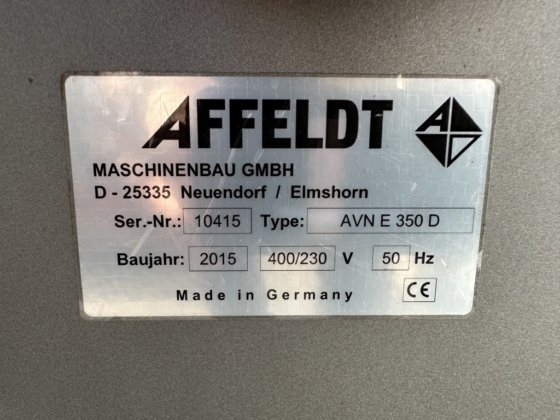 AFFELDT
MASCHINENBAU GMBH
D - 25335 Neuendorf / Elmshorn
Ser.-Nr.: 10415 Type: AVN E 350 D
Baujahr: 2015 400/230 V 50 Hz
Made in Germany CE